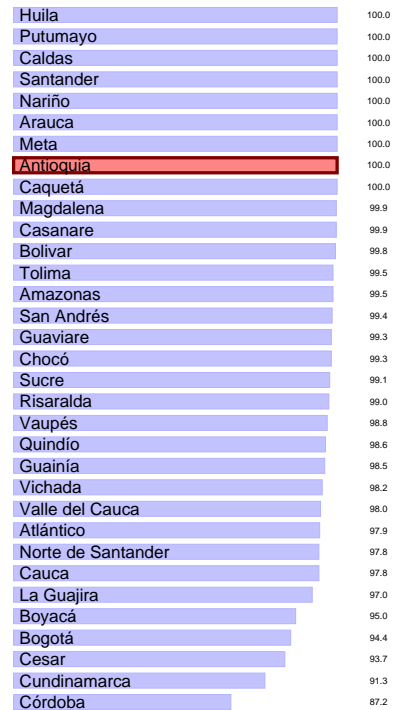 Huila 100.0
Putumayo 100.0
Caldas 100.0
Santander 100.0
Nariño 100.0
Arauca 100.0
Meta 100.0
Antioquia 100.0
Caquetá 100.0
Magdalena 99.9
Casanare 99.9
Bolivar 99.8
Tolima 99.5
Amazonas 99.5
San Andrés 99.4
Guaviare 99.3
Chocó 99.3
Sucre 99.1
Risaralda 99.0
Vaupés 98.8
Quindío 98.6
Guainía 98.5
Vichada 98.2
Valle del Cauca 98.0
Atlántico 97.9
Norte de Santander 97.8
Cauca 97.8
La Guajira 97.0
Boyacá 95.0
Bogotá 94.4
Cesar 93.7
Cundinamarca 91.3
Córdoba 87.2